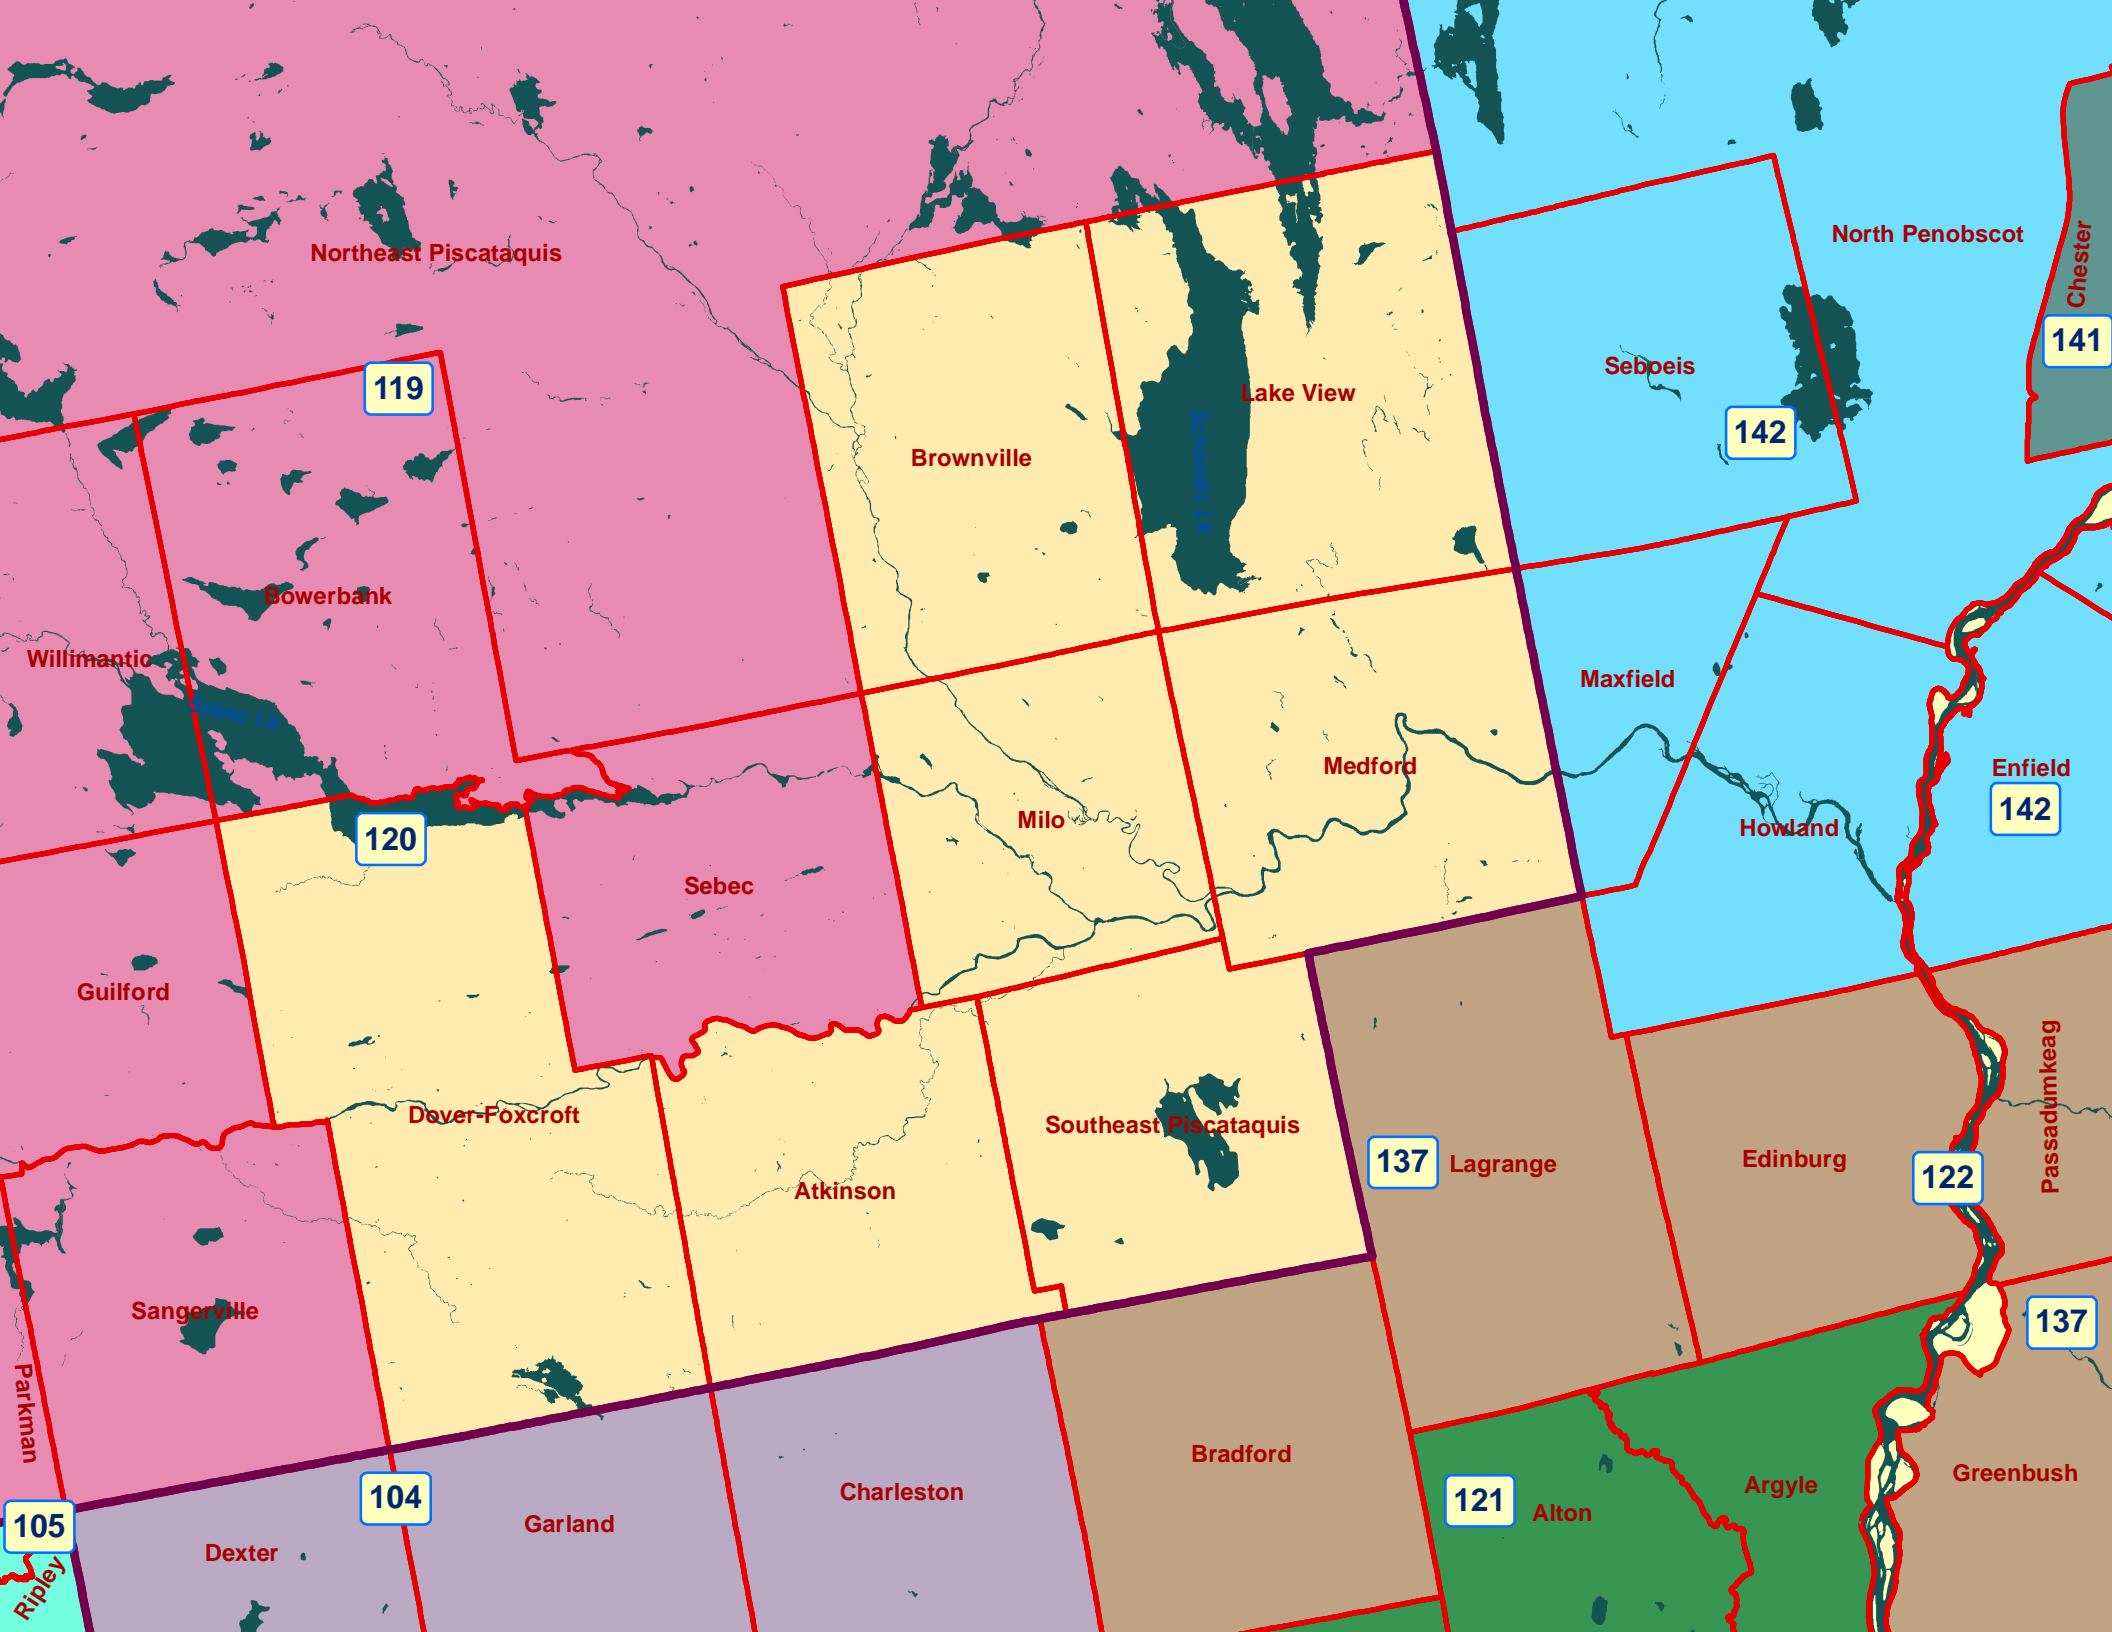 Northeast Piscataquis
North Penobscot
Chester
141
119
Seboeis
Lake View
142
Schoodic Lk
Brownville
Bowerbank
Willimantic
Sebec Lk
Maxfield
Medford
Enfield
142
Milo
Howland
120
Sebec
Guilford
Dover-Foxcroft
Southeast Piscataquis
Passadumkeag
137
Lagrange
Edinburg
122
Atkinson
Sangerville
137
Parkman
Bradford
Greenbush
Argyle
Charleston
104
121
Alton
Garland
105
Dexter
Ripley